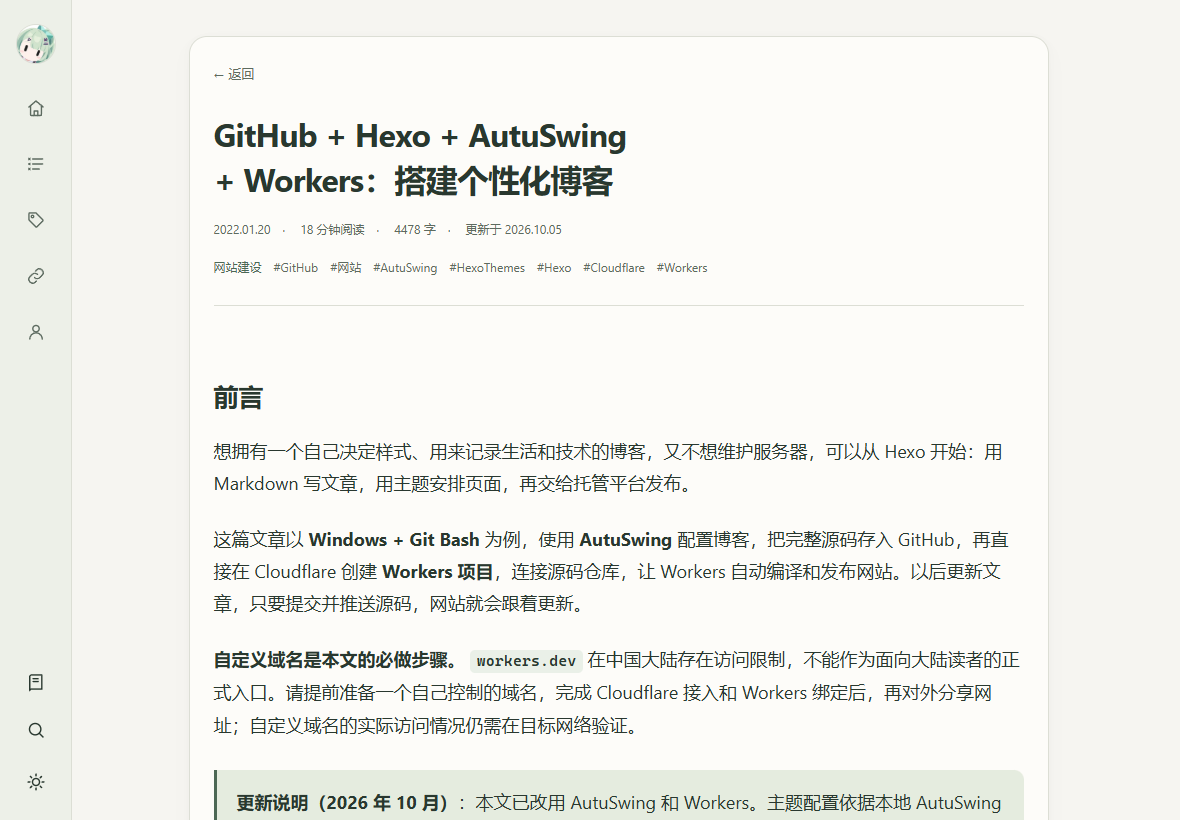 ← 返回
GitHub + Hexo + AutuSwing
+ Workers：搭建个性化博客
2022.01.20 · 18 分钟阅读 · 4478 字 · 更新于 2026.10.05
网站建设 #GitHub #网站 #AutuSwing #HexoThemes #Hexo #Cloudflare #Workers
前言
想拥有一个自己决定样式、用来记录生活和技术的博客，又不想维护服务器，可以从 Hexo 开始：用
Markdown 写文章，用主题安排页面，再交给托管平台发布。
这篇文章以 Windows + Git Bash 为例，使用 AutuSwing 配置博客，把完整源码存入 GitHub，再直
接在 Cloudflare 创建 Workers 项目，连接源码仓库，让 Workers 自动编译和发布网站。以后更新文
章，只要提交并推送源码，网站就会跟着更新。
自定义域名是本文的必做步骤。 workers.dev 在中国大陆存在访问限制，不能作为面向大陆读者的正
式入口。请提前准备一个自己控制的域名，完成 Cloudflare 接入和 Workers 绑定后，再对外分享网
址；自定义域名的实际访问情况仍需在目标网络验证。
更新说明（2026 年 10 月）：本文已改用 AutuSwing 和 Workers。主题配置依据本地 AutuSwing